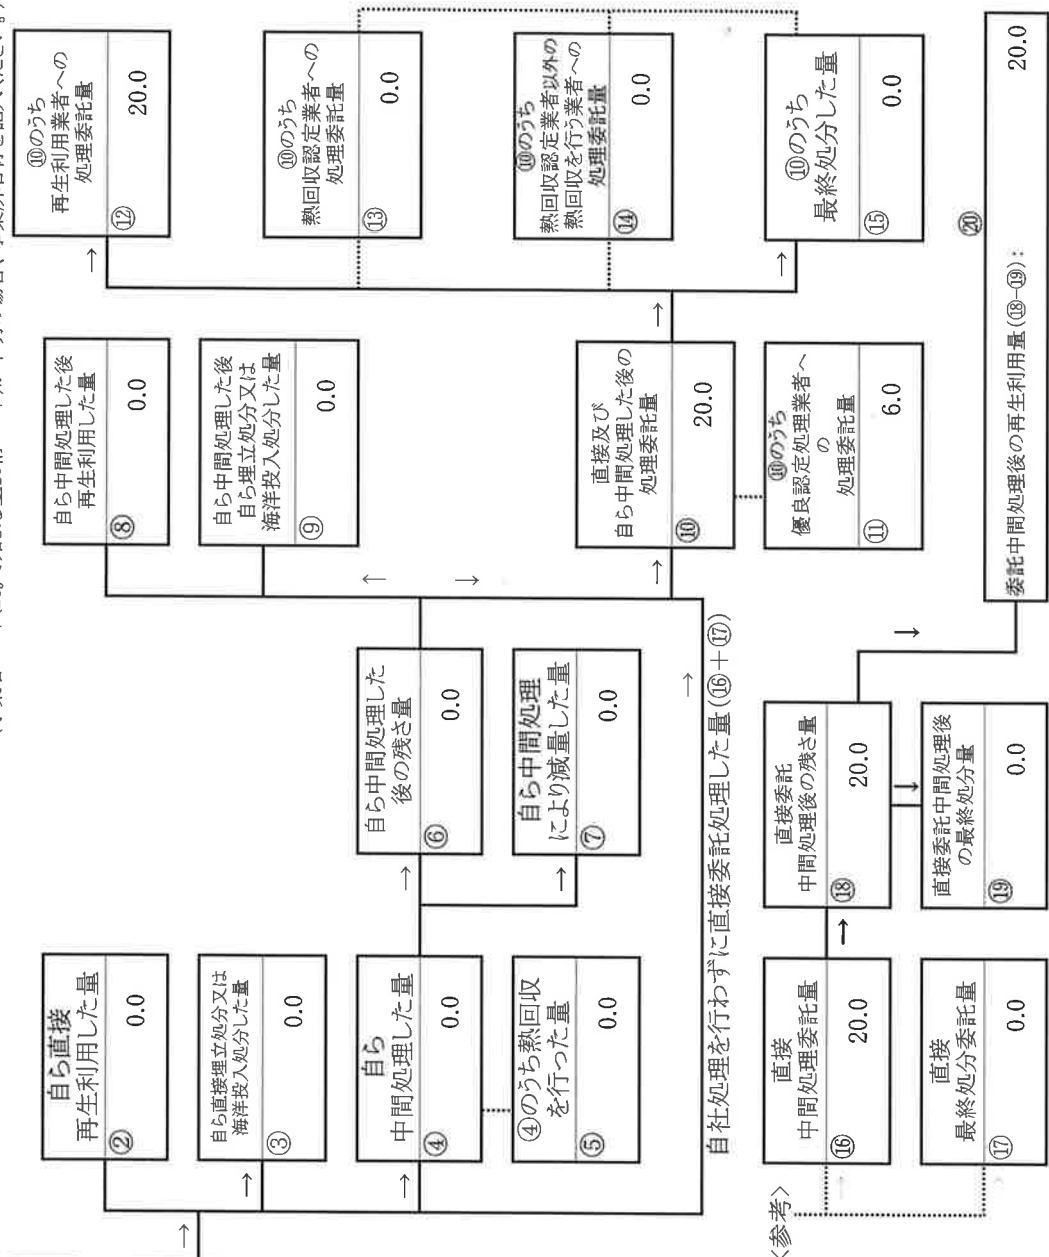 自ら直接
再生利用した量
② 0.0
自ら直接埋立処分又は
海洋投入処分した量
③ 0.0
自ら
中間処理した量
④ 0.0
④のうち熱回収
を行った量
⑤ 0.0
自ら中間処理した
後の残さ量
⑥ 0.0
自ら中間処理
により減量した量
⑦ 0.0
自ら中間処理した後
再生利用した量
⑧ 0.0
自ら中間処理した後
自ら埋立処分又は
海洋投入処分した量
⑨ 0.0
直接及び
自ら中間処理した後の
処理委託量
⑩ 20.0
⑩のうち
優良認定処理業者へ
の
処理委託量
⑪ 6.0
⑩のうち
再生利用業者への
処理委託量
⑫ 20.0
⑩のうち
熱回収認定業者への
処理委託量
⑬ 0.0
⑩のうち
熱回収認定業者以外の
熱回収を行う業者への
処理委託量
⑭ 0.0
⑩のうち
最終処分した量
⑮ 0.0
自社処理を行わずに直接委託処理した量(⑯+⑰)
<参考>
直接
中間処理委託量
⑯ 20.0
直接
最終処分委託量
⑰ 0.0
直接委託
中間処理後の残さ量
⑱ 20.0
直接委託中間処理後
の最終処分量
⑲ 0.0
⑳
委託中間処理後の再生利用量(⑱-⑲): 20.0